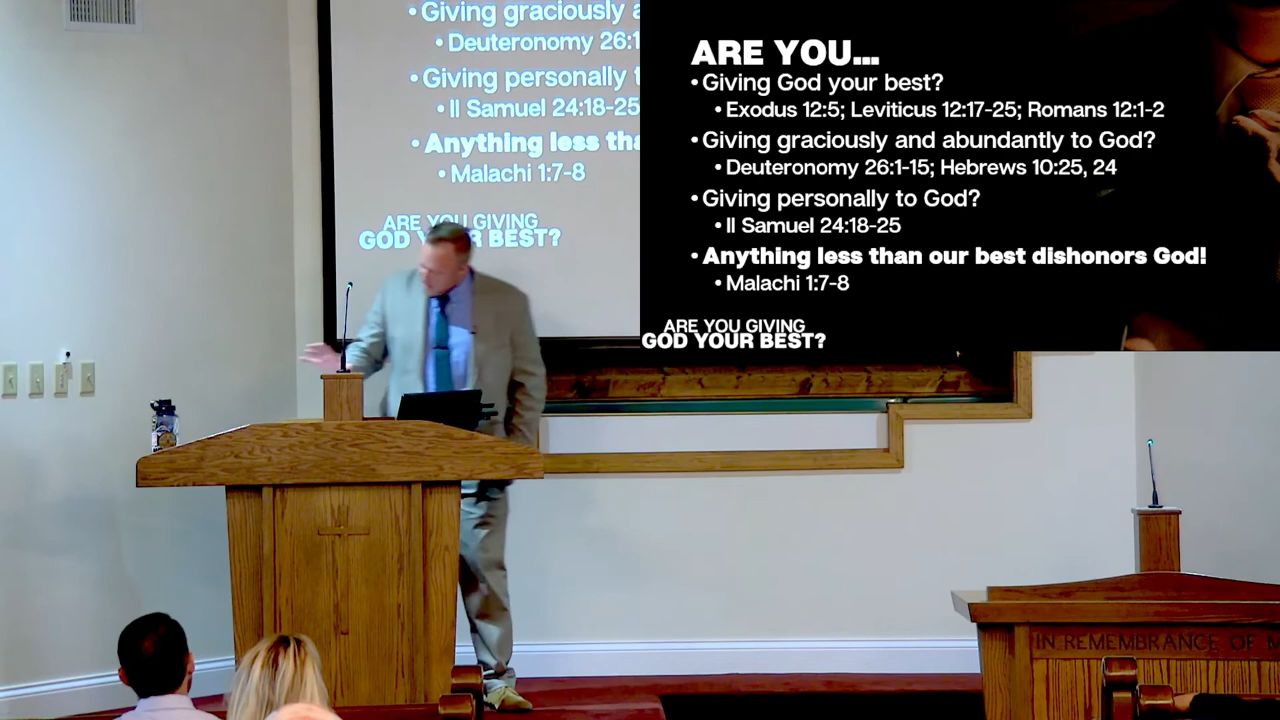 • Giving graciously a
• Deuteronomy 26:1
• Giving personally t
• II Samuel 24:18-25
• Anything less tha
• Malachi 1:7-8
ARE YOU GIVING
GOD YOUR BEST?
ARE YOU...
• Giving God your best?
• Exodus 12:5; Leviticus 12:17-25; Romans 12:1-2
• Giving graciously and abundantly to God?
• Deuteronomy 26:1-15; Hebrews 10:25, 24
• Giving personally to God?
• II Samuel 24:18-25
• Anything less than our best dishonors God!
• Malachi 1:7-8
ARE YOU GIVING
GOD YOUR BEST?
IN REMEMBRANCE OF M